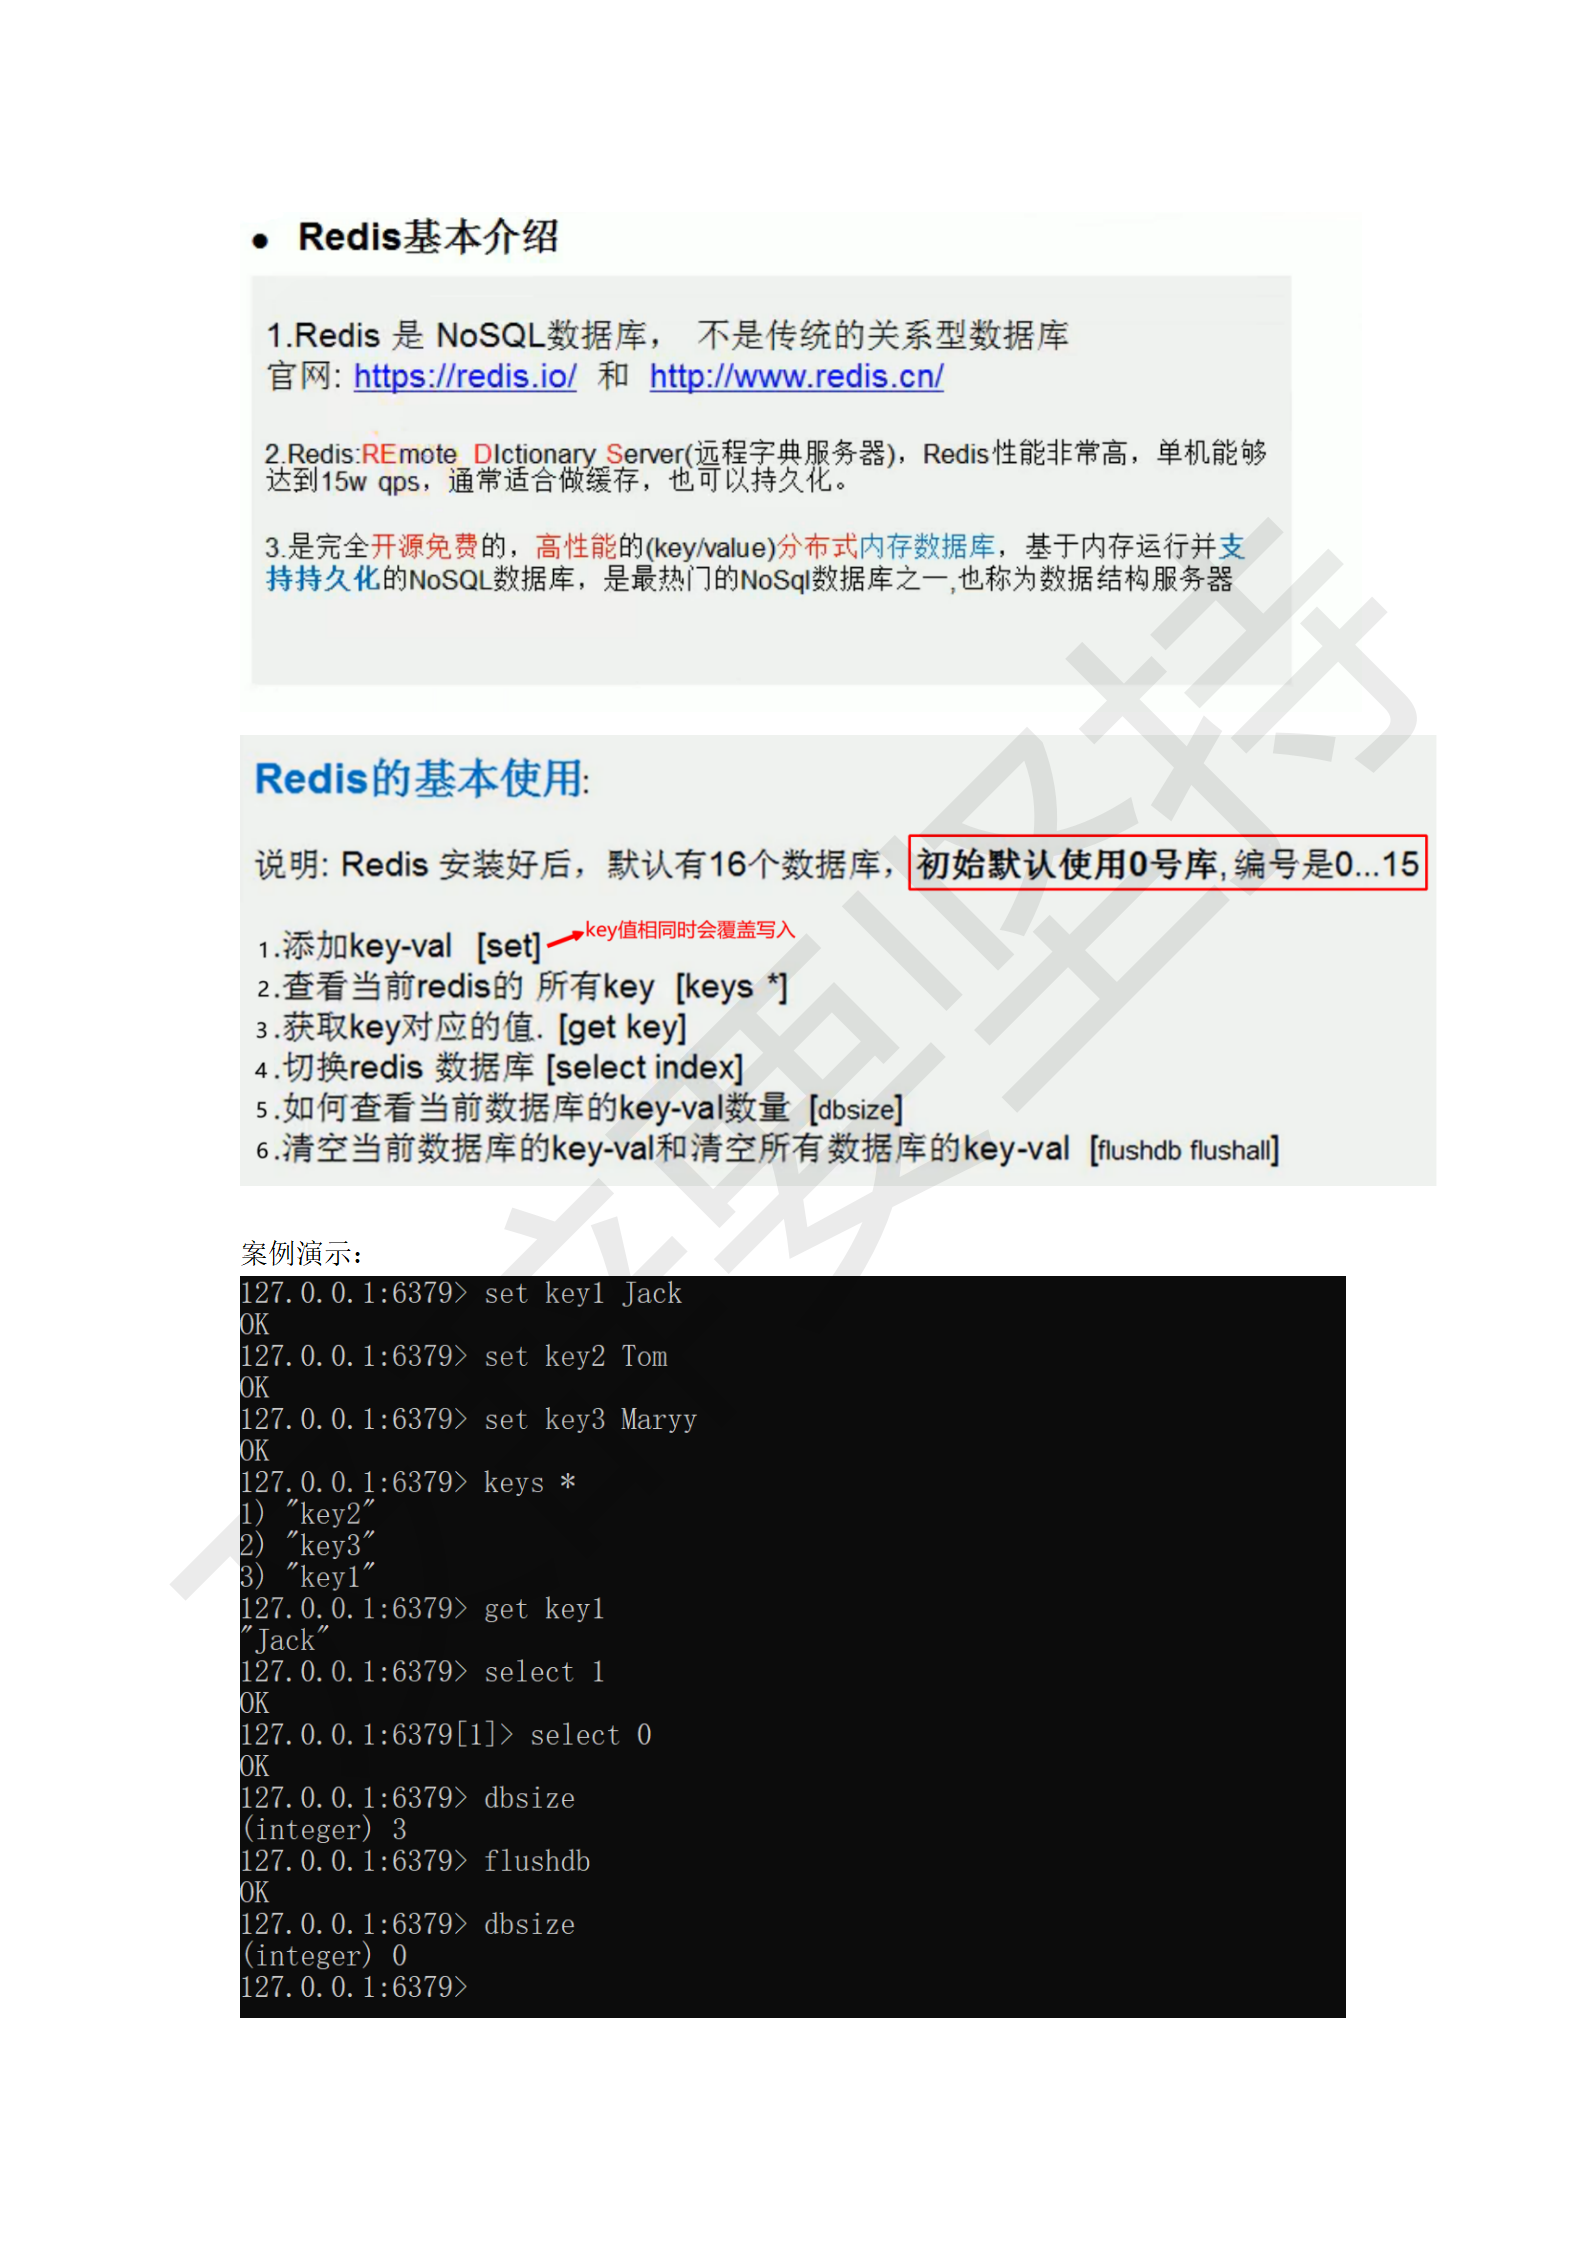 ● Redis基本介绍
1.Redis 是 NoSQL数据库， 不是传统的关系型数据库
官网: https://redis.io/ 和 http://www.redis.cn/
2.Redis:REmote DIctionary Server(远程字典服务器)，Redis性能非常高，单机能够
达到15w qps，通常适合做缓存，也可以持久化。
3.是完全开源免费的，高性能的(key/value)分布式内存数据库，基于内存运行并支
持持久化的NoSQL数据库，是最热门的NoSql数据库之一,也称为数据结构服务器
Redis的基本使用:
说明: Redis 安装好后，默认有16个数据库，初始默认使用0号库,编号是0...15
1.添加key-val [set] key值相同时会覆盖写入
2.查看当前redis的 所有key [keys *]
3.获取key对应的值. [get key]
4.切换redis 数据库 [select index]
5.如何查看当前数据库的key-val数量 [dbsize]
6.清空当前数据库的key-val和清空所有数据库的key-val [flushdb flushall]
案例演示：
127.0.0.1:6379> set key1 Jack
OK
127.0.0.1:6379> set key2 Tom
OK
127.0.0.1:6379> set key3 Maryy
OK
127.0.0.1:6379> keys *
1) "key2"
2) "key3"
3) "key1"
127.0.0.1:6379> get key1
"Jack"
127.0.0.1:6379> select 1
OK
127.0.0.1:6379[1]> select 0
OK
127.0.0.1:6379> dbsize
(integer) 3
127.0.0.1:6379> flushdb
OK
127.0.0.1:6379> dbsize
(integer) 0
127.0.0.1:6379>
要坚持